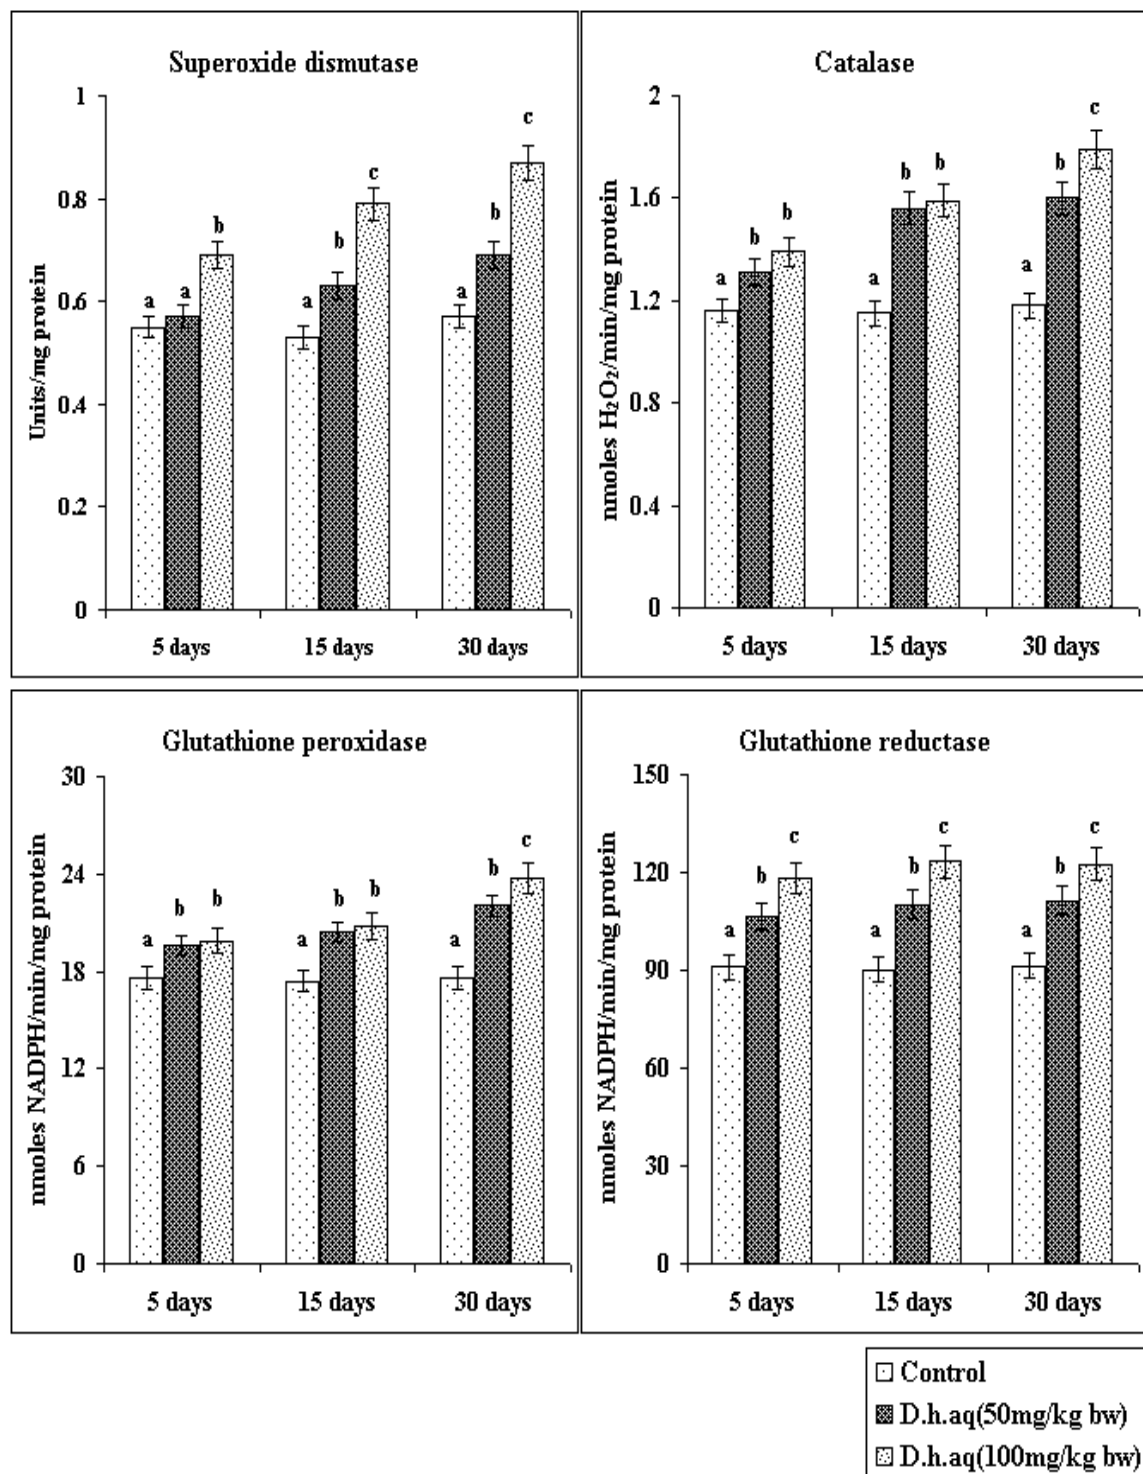 Superoxide dismutase
Units/mg protein
1
0.8
0.6
0.4
0.2
0
a a b
a b c
a b c
5 days 15 days 30 days
Catalase
nmoles H₂O₂/min/mg protein
2
1.6
1.2
0.8
0.4
0
a b b
a b b
a b c
5 days 15 days 30 days
Glutathione peroxidase
nmoles NADPH/min/mg protein
30
24
18
12
6
0
a b b
a b b
a b c
5 days 15 days 30 days
Glutathione reductase
nmoles NADPH/min/mg protein
150
120
90
60
30
0
a b c
a b c
a b c
5 days 15 days 30 days
Control
D.h.aq(50mg/kg bw)
D.h.aq(100mg/kg bw)